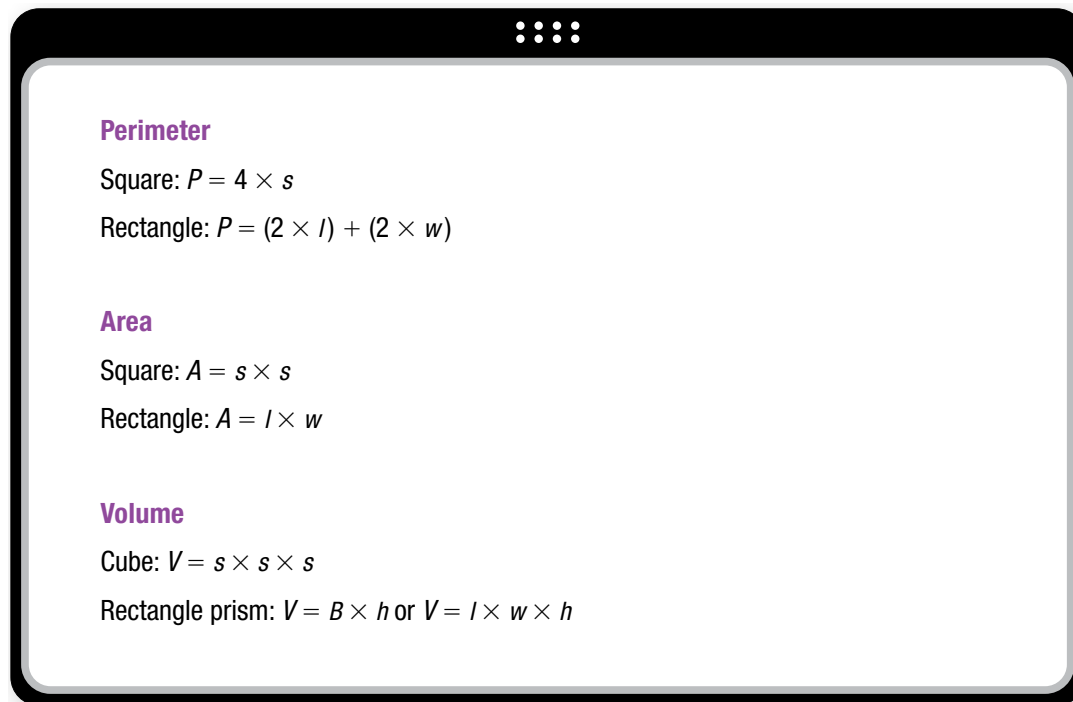 Perimeter
Square: P = 4 × s
Rectangle: P = (2 × l) + (2 × w)
Area
Square: A = s × s
Rectangle: A = l × w
Volume
Cube: V = s × s × s
Rectangle prism: V = B × h or V = l × w × h